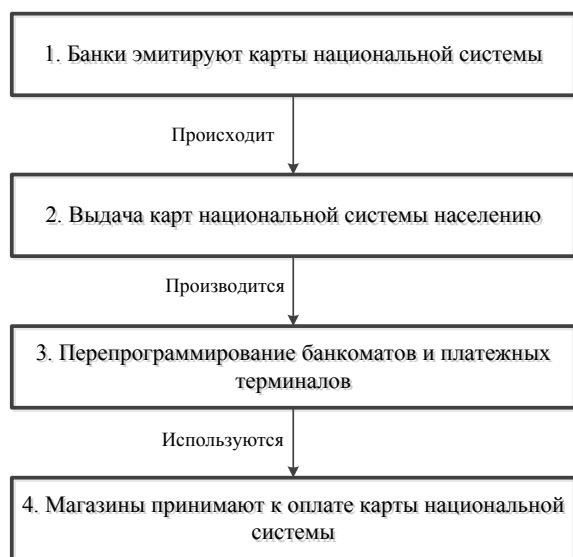 1. Банки эмитируют карты национальной системы
Происходит
2. Выдача карт национальной системы населению
Производится
3. Перепрограммирование банкоматов и платежных
терминалов
Используются
4. Магазины принимают к оплате карты национальной
системы